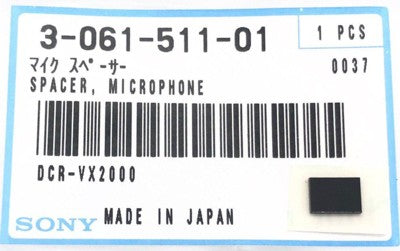 3-061-511-01
1 PCS
マイク スペーサー
0037
SPACER, MICROPHONE
DCR-VX2000
SONY MADE IN JAPAN